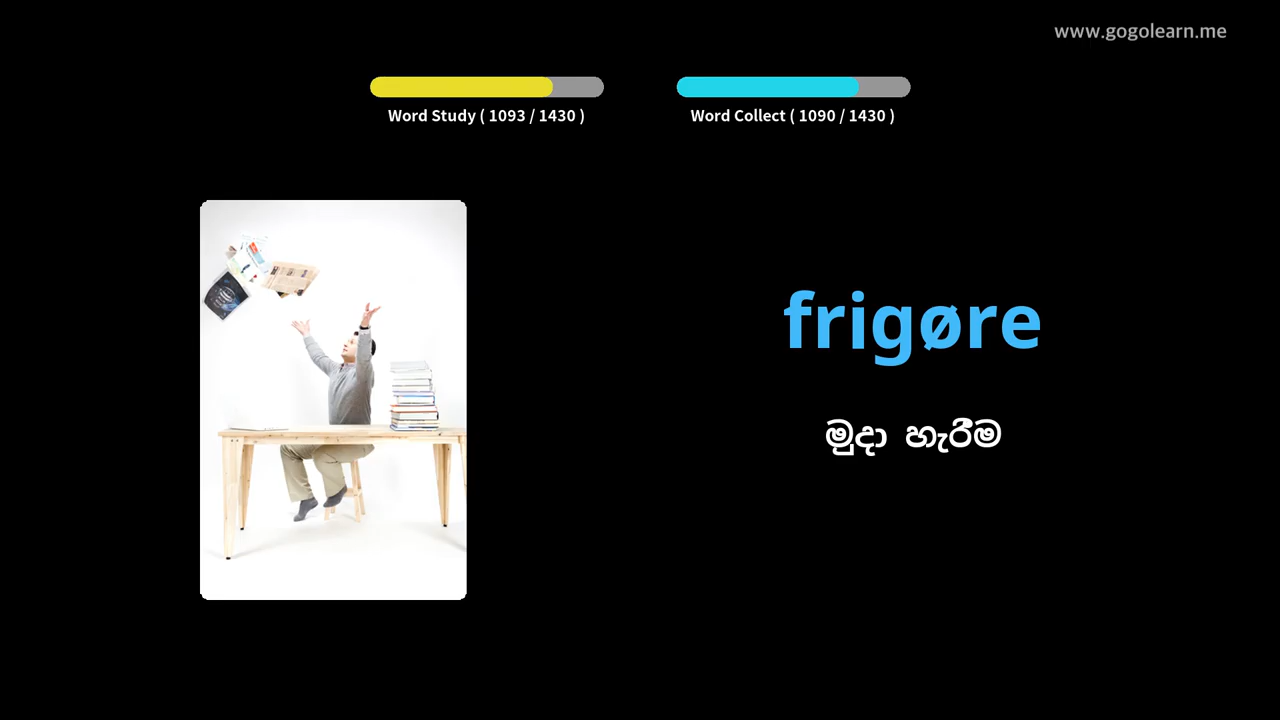 www.gogolearn.me
Word Study ( 1093 / 1430 )
Word Collect ( 1090 / 1430 )
frigøre
මුදා හැරීම